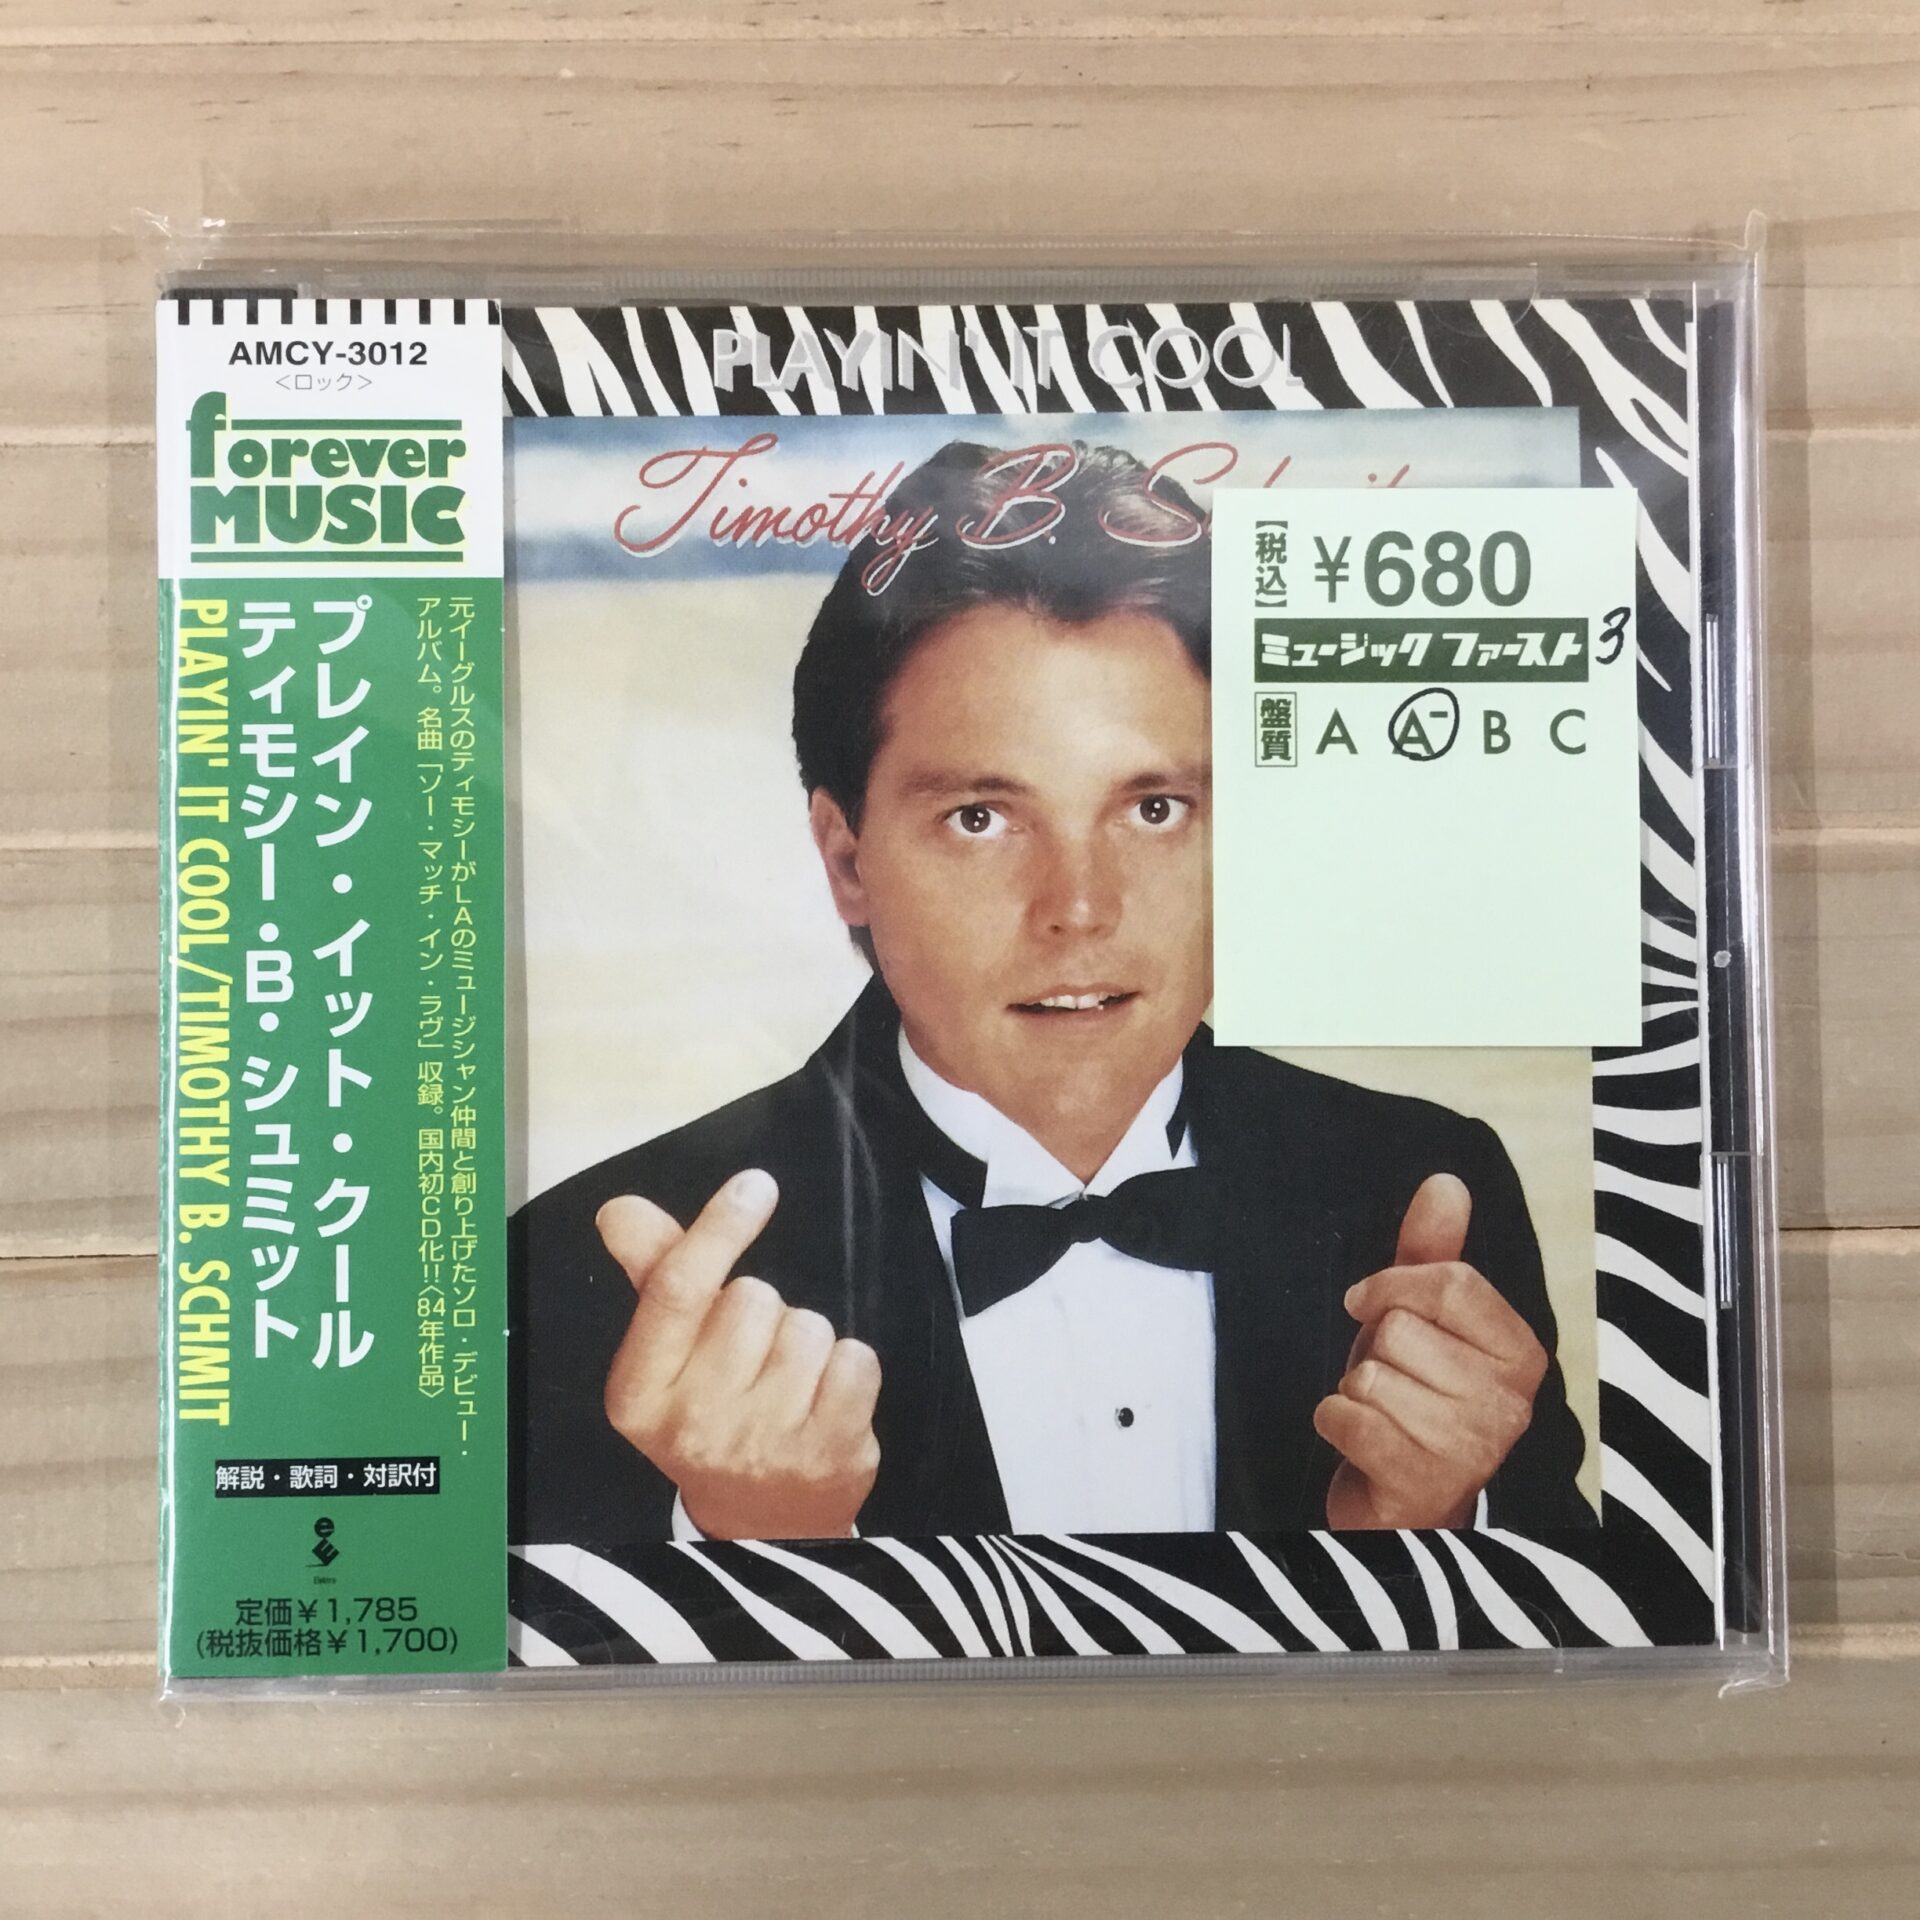 AMCY-3012
<ロック>
forever
MUSIC
元イーグルスのティモシーがLAのミュージシャン仲間と創り上げたソロ・デビュー・
アルバム。名曲「ソー・マッチ・イン・ラヴ」収録。国内初CD化!!<84年作品>
プレイン・イット・クール
ティモシー・B・シュミット
PLAYIN' IT COOL/TIMOTHY B. SCHMIT
解説・歌詞・対訳付
Elektra
定価¥1,785
(税抜価格¥1,700)
PLAYIN' IT COOL
Timothy B.
【税込】 ¥680
ミュージック ファースト 3
盤質 A A- B C